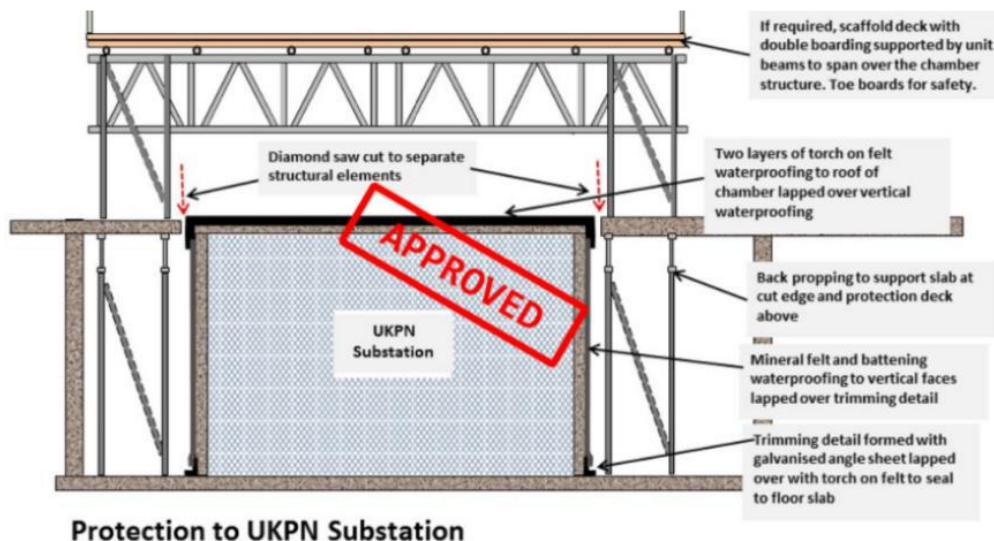 If required, scaffold deck with
double boarding supported by unit
beams to span over the chamber
structure. Toe boards for safety.
Diamond saw cut to separate
structural elements
Two layers of torch on felt
waterproofing to roof of
chamber lapped over vertical
waterproofing
APPROVED
Back propping to support slab at
cut edge and protection deck
above
UKPN
Substation
Mineral felt and battening
waterproofing to vertical faces
lapped over trimming detail
Trimming detail formed with
galvanised angle sheet lapped
over with torch on felt to seal
to floor slab
Protection to UKPN Substation